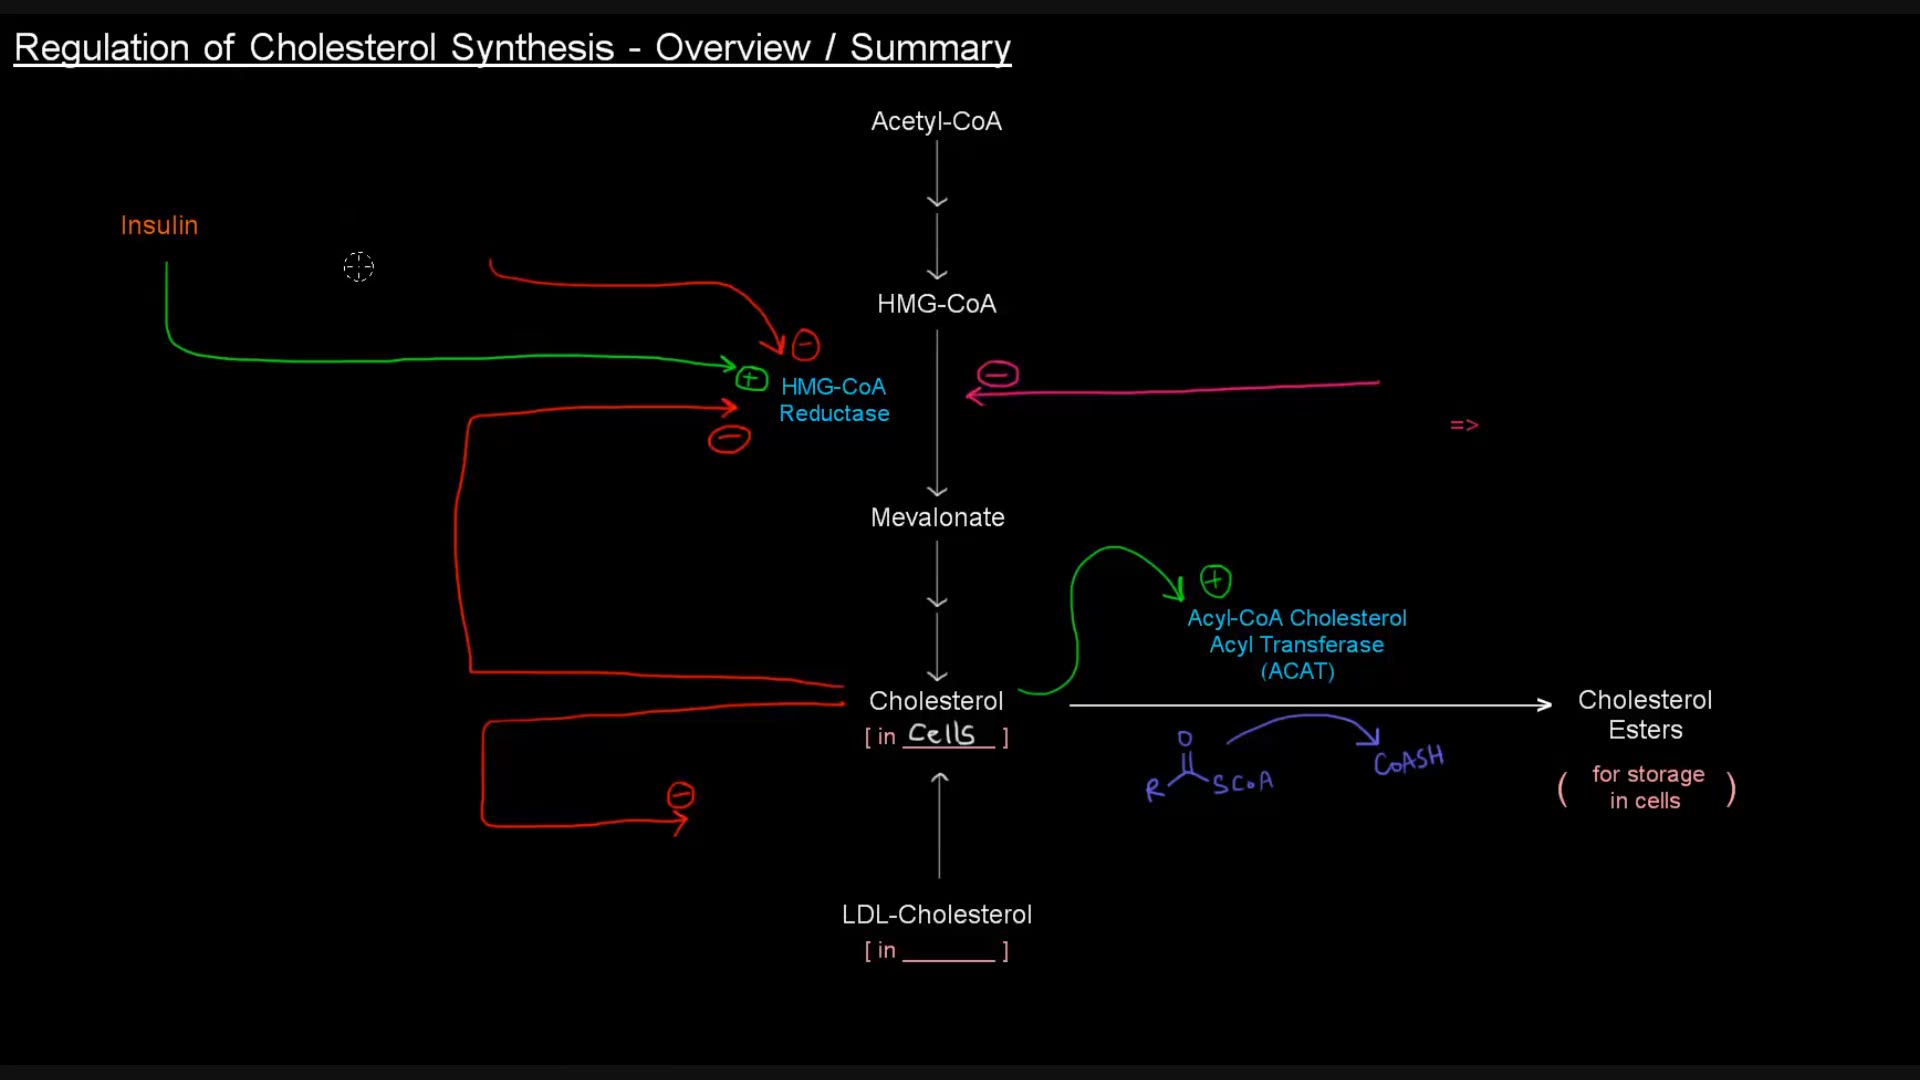 Regulation of Cholesterol Synthesis - Overview / Summary
Acetyl-CoA
Insulin
HMG-CoA
HMG-CoA
Reductase
=>
Mevalonate
Acyl-CoA Cholesterol
Acyl Transferase
(ACAT)
Cholesterol
[ in Cells ]
Cholesterol
Esters
O
R
SCoA
CoASH
( for storage
in cells )
LDL-Cholesterol
[ in _______ ]